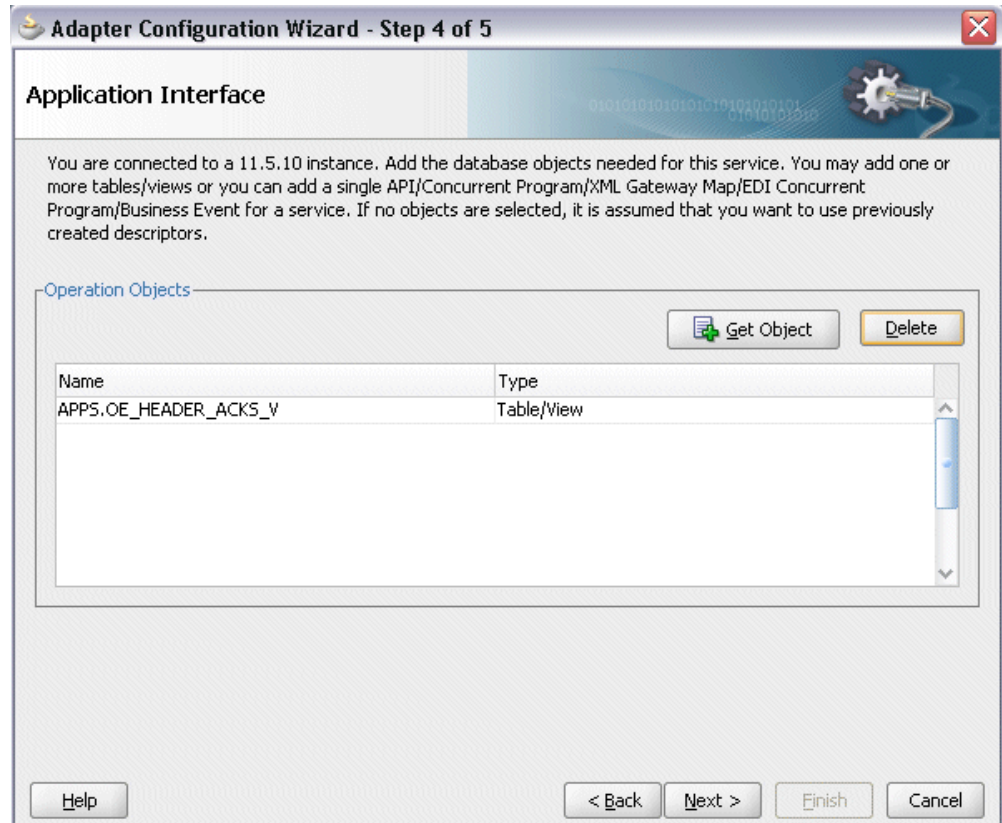 Adapter Configuration Wizard - Step 4 of 5
Application Interface
You are connected to a 11.5.10 instance. Add the database objects needed for this service. You may add one or
more tables/views or you can add a single API/Concurrent Program/XML Gateway Map/EDI Concurrent
Program/Business Event for a service. If no objects are selected, it is assumed that you want to use previously
created descriptors.
Operation Objects
Get Object Delete
Name Type
APPS.OE_HEADER_ACKS_V Table/View
Help < Back Next > Finish Cancel